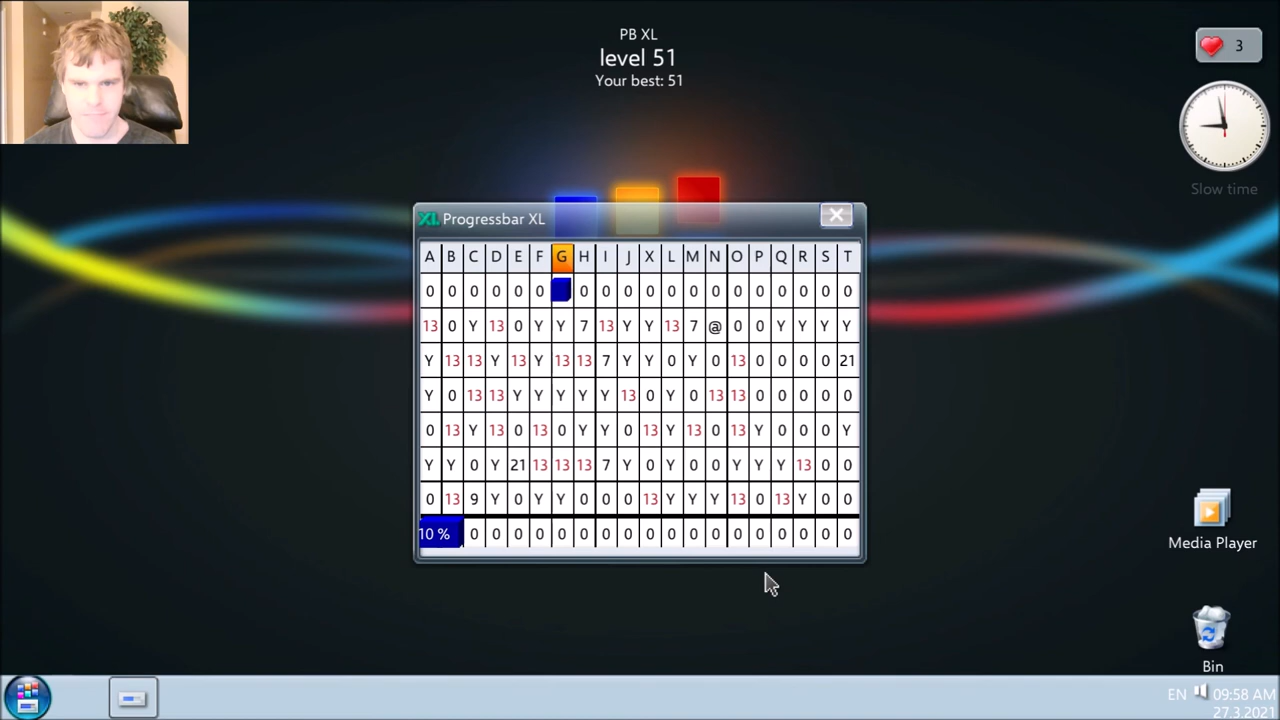 PB XL
level 51
Your best: 51
3
Slow time
XL Progressbar XL
A B C D E F G H I J X L M N O P Q R S T
0 0 0 0 0 0 0 0 0 0 0 0 0 0 0 0 0 0 0
13 0 Y 13 0 Y Y 7 13 Y Y 13 7 @ 0 0 Y Y Y Y
Y 13 13 Y 13 Y 13 13 7 Y Y 0 Y 0 13 0 0 0 0 21
Y 0 13 13 Y Y Y Y Y 13 0 Y 0 13 13 0 0 0 0 0
0 13 Y 13 0 13 0 Y Y 0 13 Y 13 0 13 Y 0 0 0 Y
Y Y 0 Y 21 13 13 13 7 Y 0 Y 0 0 Y Y Y 13 0 0
0 13 9 Y 0 Y Y 0 0 0 13 Y Y Y 13 0 13 Y 0 0
10 % 0 0 0 0 0 0 0 0 0 0 0 0 0 0 0 0 0 0
Media Player
Bin
EN 09:58 AM
27.3.2021